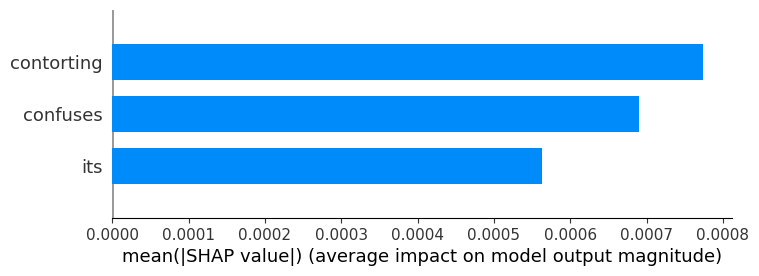 contorting
confuses
its
0.0000 0.0001 0.0002 0.0003 0.0004 0.0005 0.0006 0.0007 0.0008
mean(|SHAP value|) (average impact on model output magnitude)